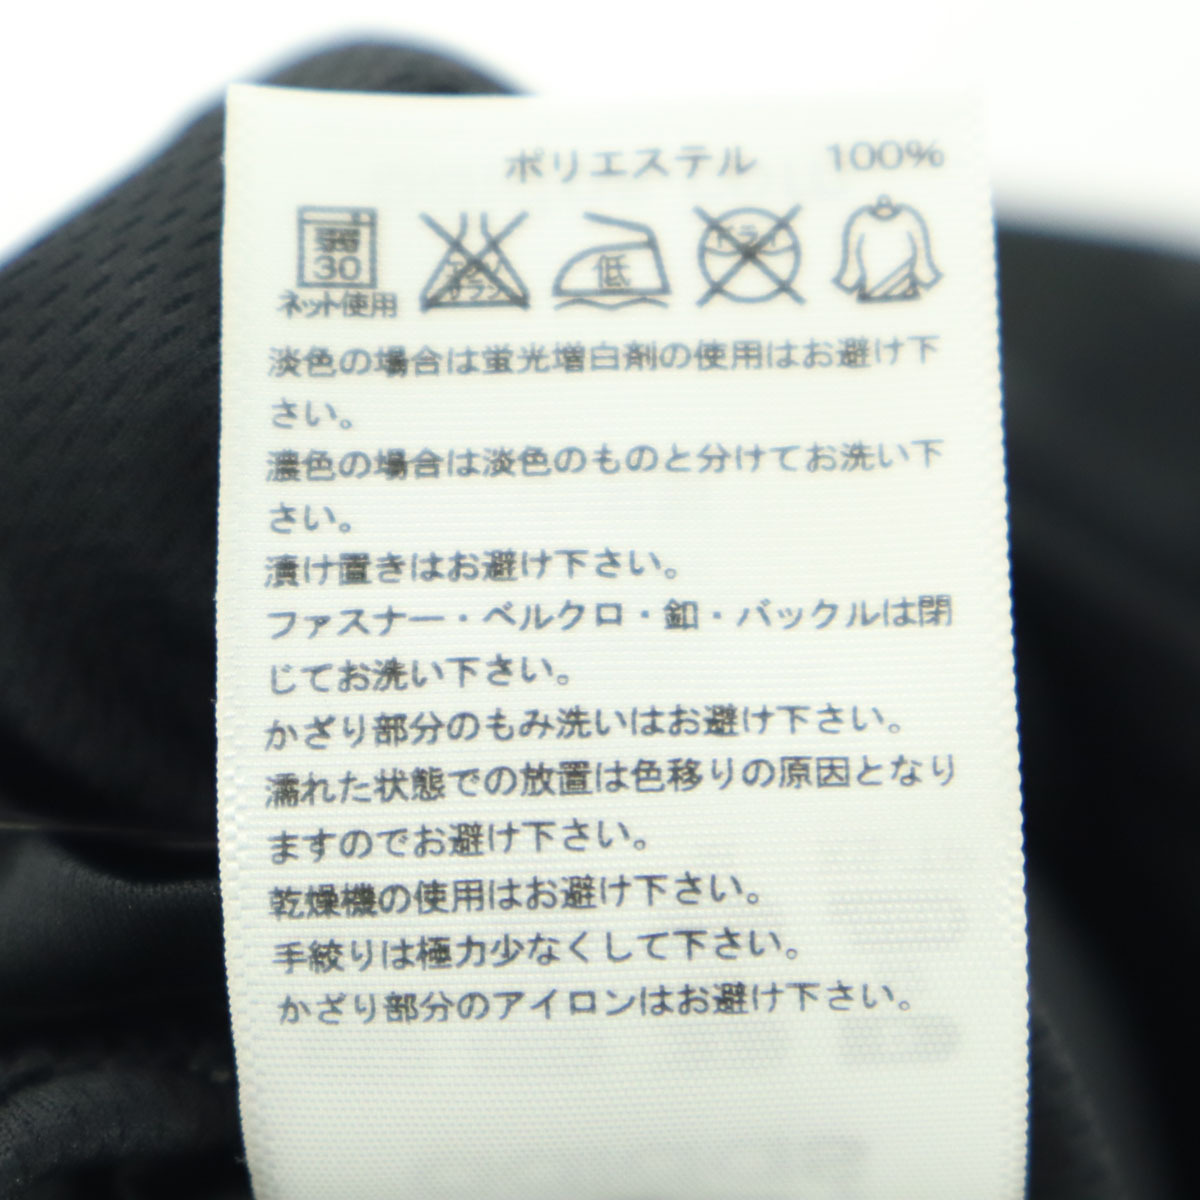 ポリエステル 100%
弱
30
ネット使用
エンソ
サラシ
低
ドライ
淡色の場合は蛍光増白剤の使用はお避け下
さい。
濃色の場合は淡色のものと分けてお洗い下
さい。
漬け置きはお避け下さい。
ファスナー・ベルクロ・釦・バックルは閉
じてお洗い下さい。
かざり部分のもみ洗いはお避け下さい。
濡れた状態での放置は色移りの原因となり
ますのでお避け下さい。
乾燥機の使用はお避け下さい。
手絞りは極力少なくして下さい。
かざり部分のアイロンはお避け下さい。